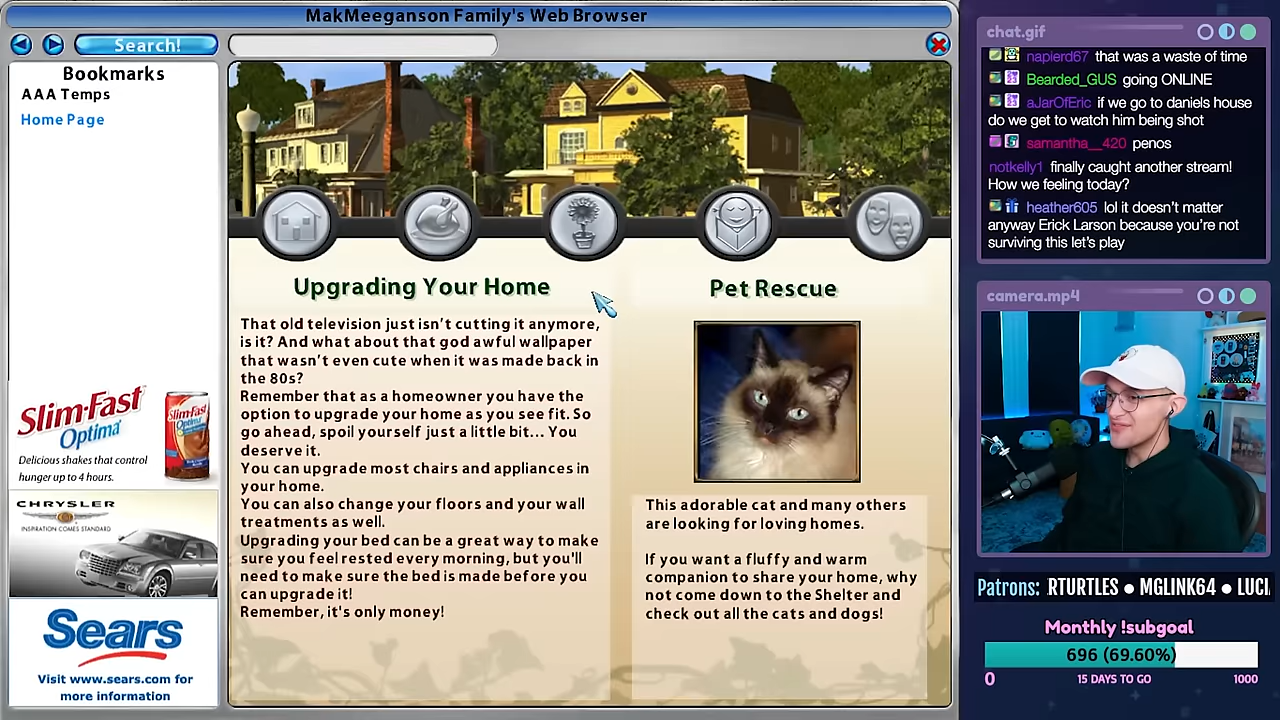 MakMeeganson Family's Web Browser
Search!
Bookmarks
AAA Temps
Home Page
Slim-Fast
Optima
Slim-Fast
Optima
Delicious shakes that control
hunger up to 4 hours.
CHRYSLER
INSPIRATION COMES STANDARD
Sears
Visit www.sears.com for
more information
Upgrading Your Home
That old television just isn't cutting it anymore,
is it? And what about that god awful wallpaper
that wasn't even cute when it was made back in
the 80s?
Remember that as a homeowner you have the
option to upgrade your home as you see fit. So
go ahead, spoil yourself just a little bit... You
deserve it.
You can upgrade most chairs and appliances in
your home.
You can also change your floors and your wall
treatments as well.
Upgrading your bed can be a great way to make
sure you feel rested every morning, but you'll
need to make sure the bed is made before you
can upgrade it!
Remember, it's only money!
Pet Rescue
This adorable cat and many others
are looking for loving homes.
If you want a fluffy and warm
companion to share your home, why
not come down to the Shelter and
check out all the cats and dogs!
chat.gif
napierd67 that was a waste of time
Bearded_GUS going ONLINE
aJarOfEric if we go to daniels house
do we get to watch him being shot
samantha__420 penos
notkelly1 finally caught another stream!
How we feeling today?
heather605 lol it doesn't matter
anyway Erick Larson because you're not
surviving this let's play
camera.mp4
Patrons: RTURTLES ● MGLINK64 ● LUCI
Monthly !subgoal
696 (69.60%)
0 15 DAYS TO GO 1000